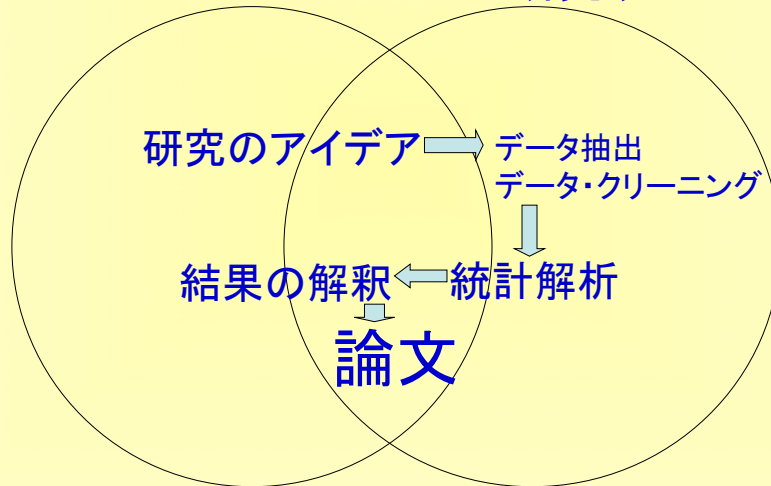 研究のアイデア
データ抽出
データ・クリーニング
結果の解釈
統計解析
論文